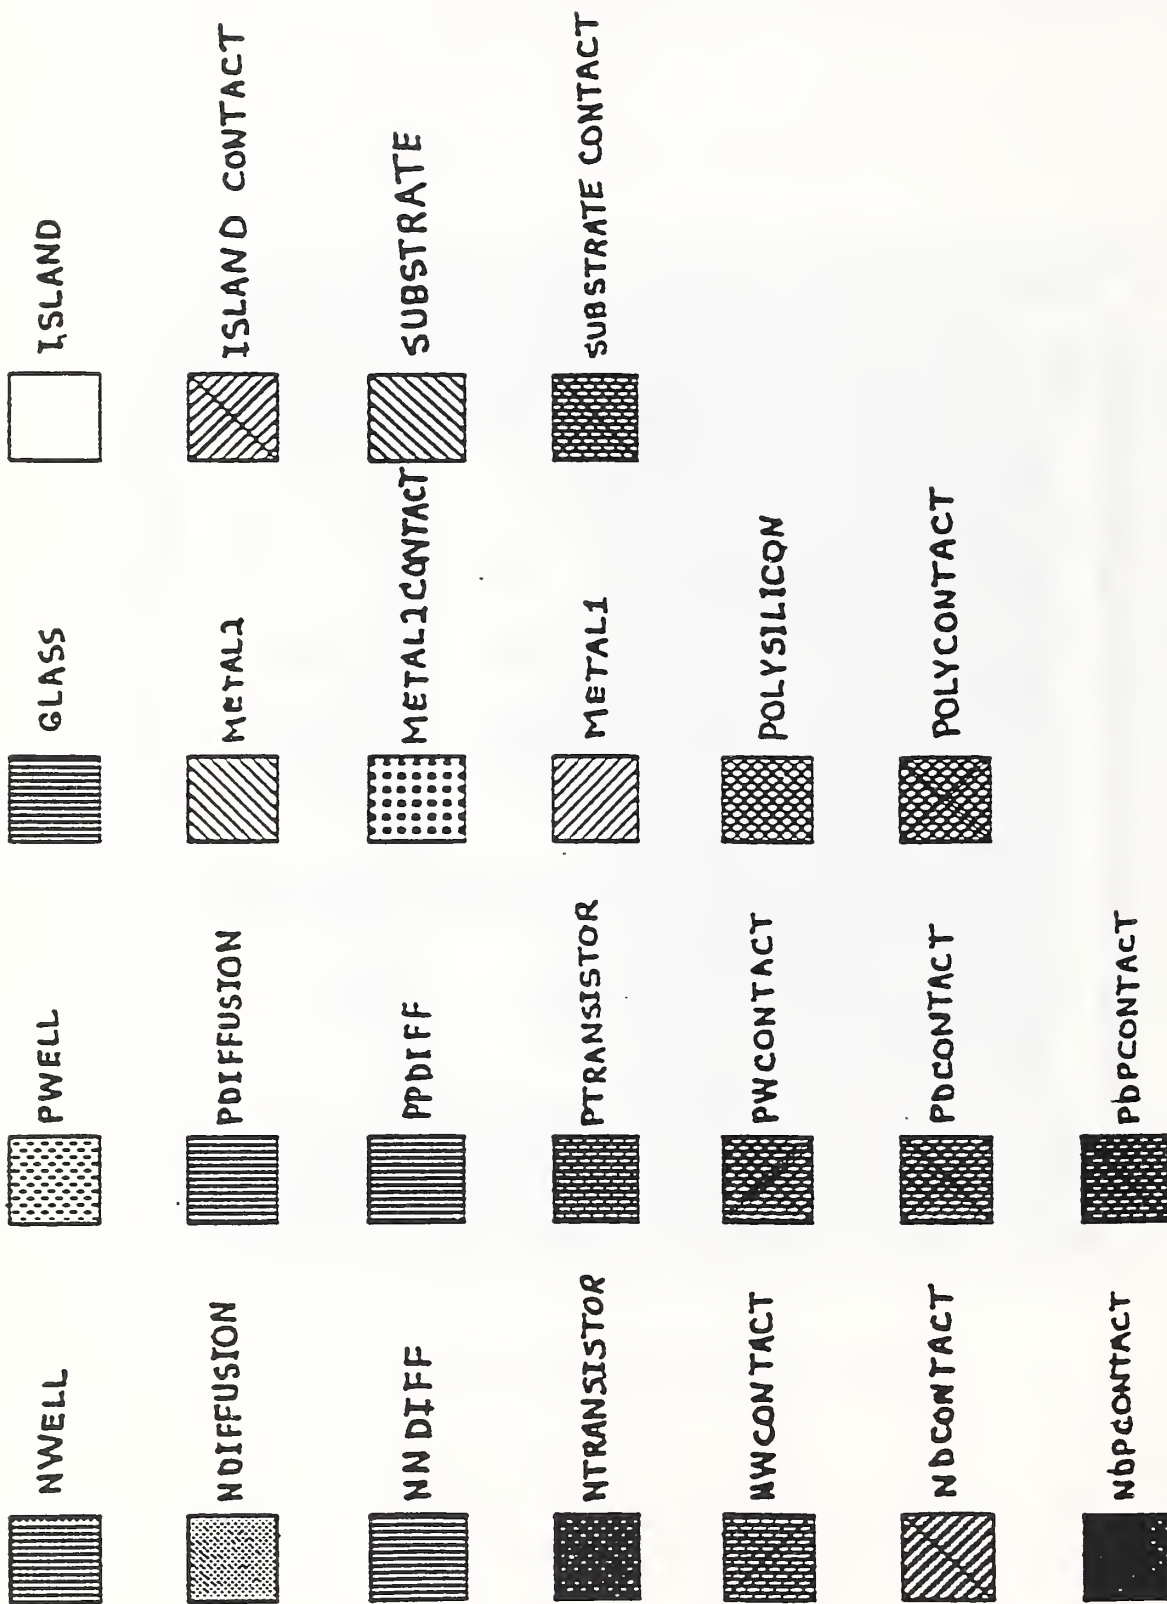 NWELL
NDIFFUSION
NNDIFF
NTRANSISTOR
NWCONTACT
NDCONTACT
NDPCONTACT
PWELL
PDIFFUSION
PPDIFF
PTRANSISTOR
PWCONTACT
PDCONTACT
PDPCONTACT
GLASS
METAL2
METAL2CONTACT
METAL1
POLYSILICON
POLYCONTACT
ISLAND
ISLAND CONTACT
SUBSTRATE
SUBSTRATE CONTACT